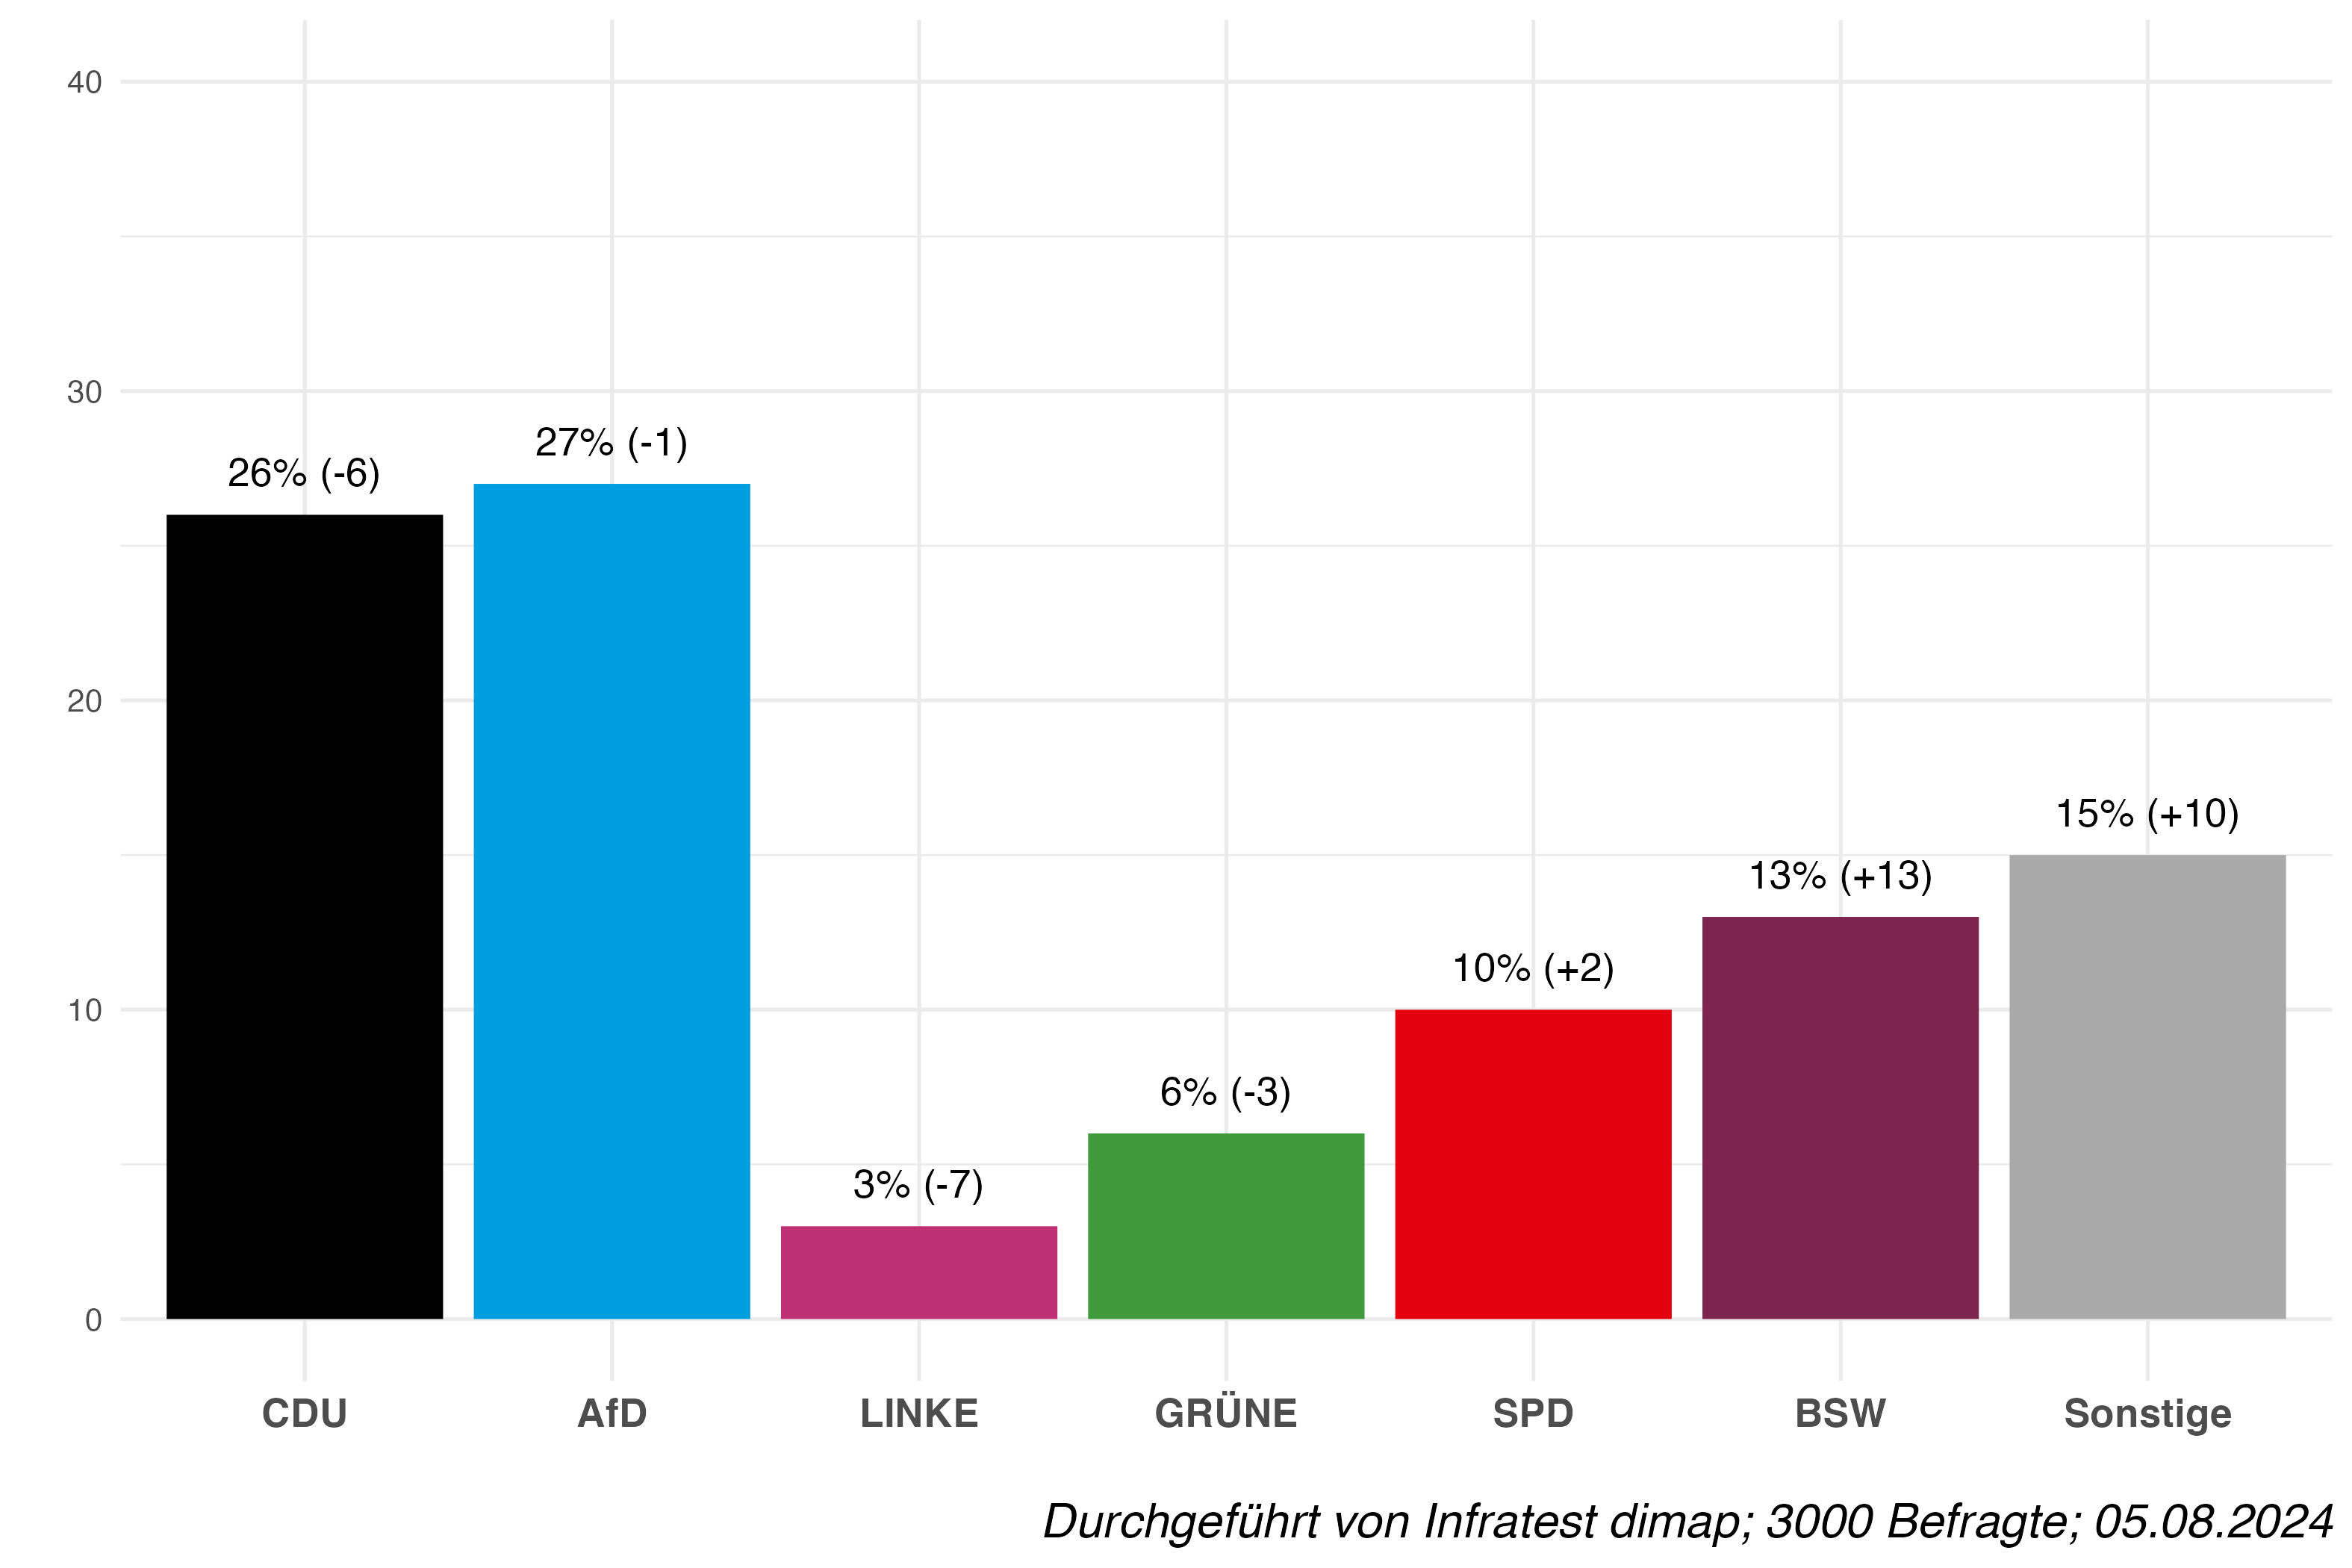 40
30
20
10
0
26% (-6)
27% (-1)
3% (-7)
6% (-3)
10% (+2)
13% (+13)
15% (+10)
CDU
AfD
LINKE
GRÜNE
SPD
BSW
Sonstige
Durchgeführt von Infratest dimap; 3000 Befragte; 05.08.2024